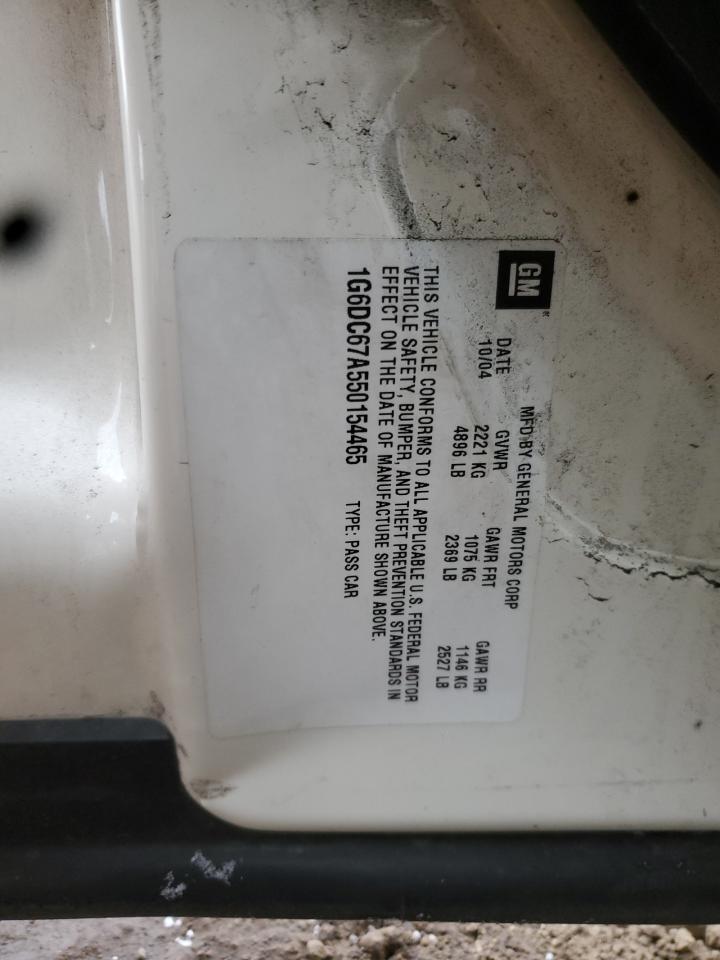 GM
MFD BY GENERAL MOTORS CORP
DATE GVWR GAWR FRT GAWR RR
10/04 2221 KG 1075 KG 1146 KG
4896 LB 2369 LB 2527 LB
THIS VEHICLE CONFORMS TO ALL APPLICABLE U.S. FEDERAL MOTOR
VEHICLE SAFETY, BUMPER, AND THEFT PREVENTION STANDARDS IN
EFFECT ON THE DATE OF MANUFACTURE SHOWN ABOVE.
1G6DC67A550154465 TYPE: PASS CAR